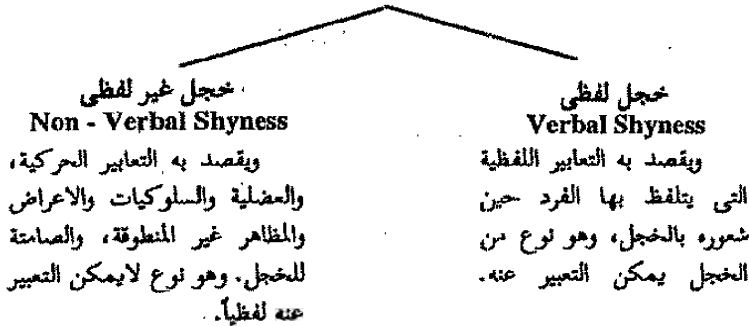 خجل لفظى
Verbal Shyness
ويقصد به التعابير اللفظية
التى يتلفظ بها الفرد حين
شعوره بالخجل، وهو نوع من
الخجل يمكن التعبير عنه.
خجل غير لفظى
Non - Verbal Shyness
ويقصد به التعابير الحركية،
والعضلية والسلوكيات والاعراض
والمظاهر غير المنطوقة، والصامتة
للخجل. وهو نوع لايمكن التعبير
عنه لفظياً.